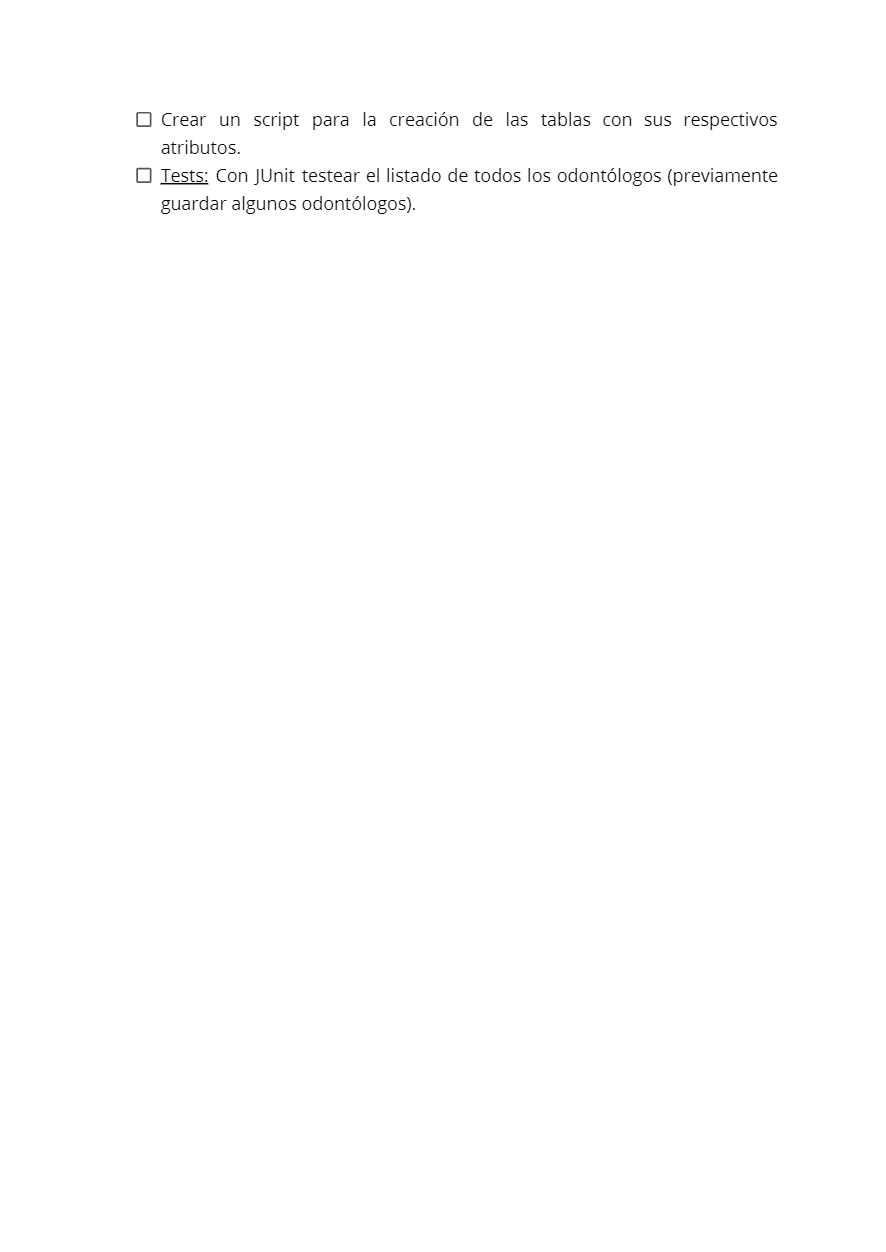 ☐ Crear un script para la creación de las tablas con sus respectivos
atributos.
☐ Tests: Con JUnit testear el listado de todos los odontólogos (previamente
guardar algunos odontólogos).